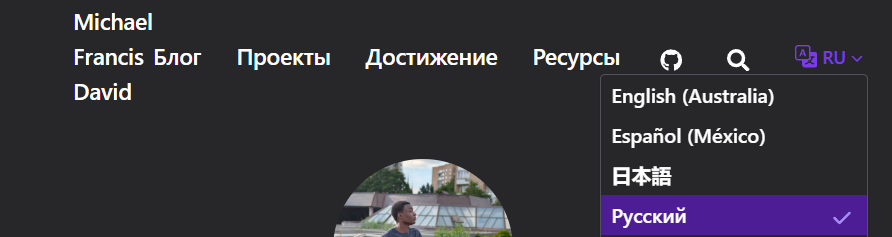 Michael
Francis Блог Проекты Достижение Ресурсы RU
David
English (Australia)
Español (México)
日本語
Русский